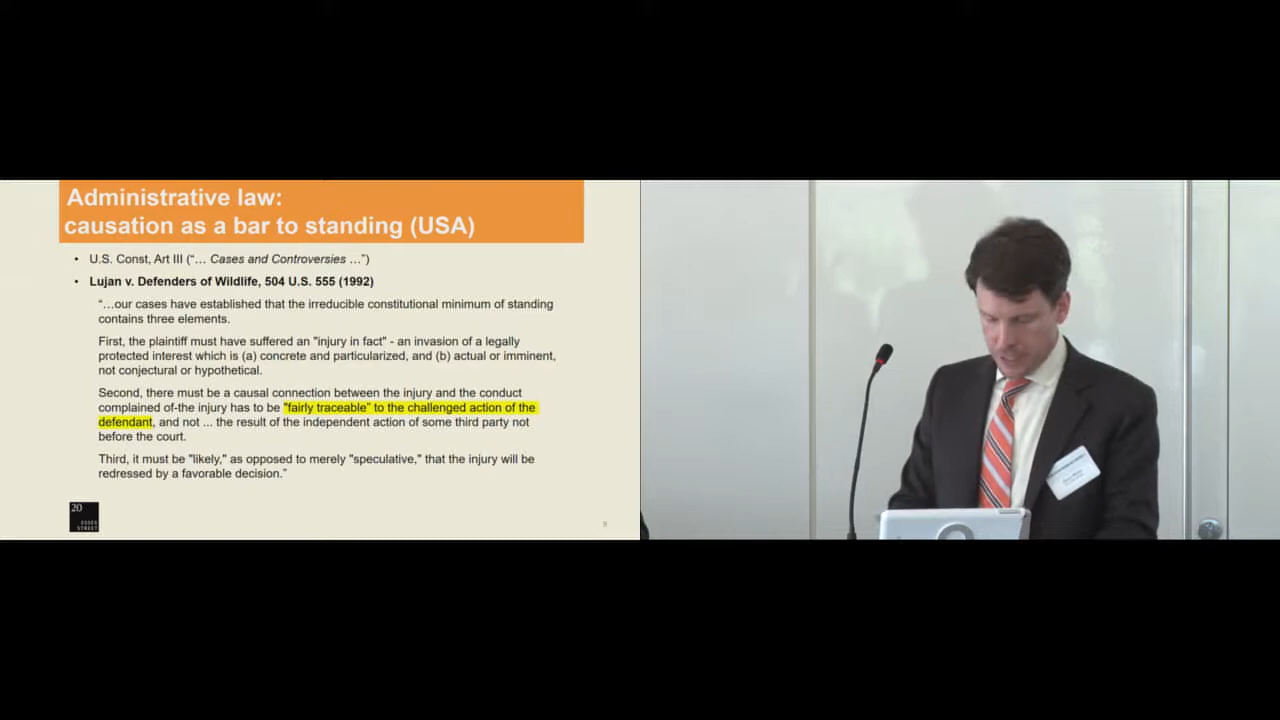 Administrative law:
causation as a bar to standing (USA)
• U.S. Const, Art III (“… Cases and Controversies …”)
• Lujan v. Defenders of Wildlife, 504 U.S. 555 (1992)
“…our cases have established that the irreducible constitutional minimum of standing
contains three elements.
First, the plaintiff must have suffered an "injury in fact" - an invasion of a legally
protected interest which is (a) concrete and particularized, and (b) actual or imminent,
not conjectural or hypothetical.
Second, there must be a causal connection between the injury and the conduct
complained of-the injury has to be "fairly traceable" to the challenged action of the
defendant, and not ... the result of the independent action of some third party not
before the court.
Third, it must be "likely," as opposed to merely "speculative," that the injury will be
redressed by a favorable decision.”
20
ESSEX
STREET
9